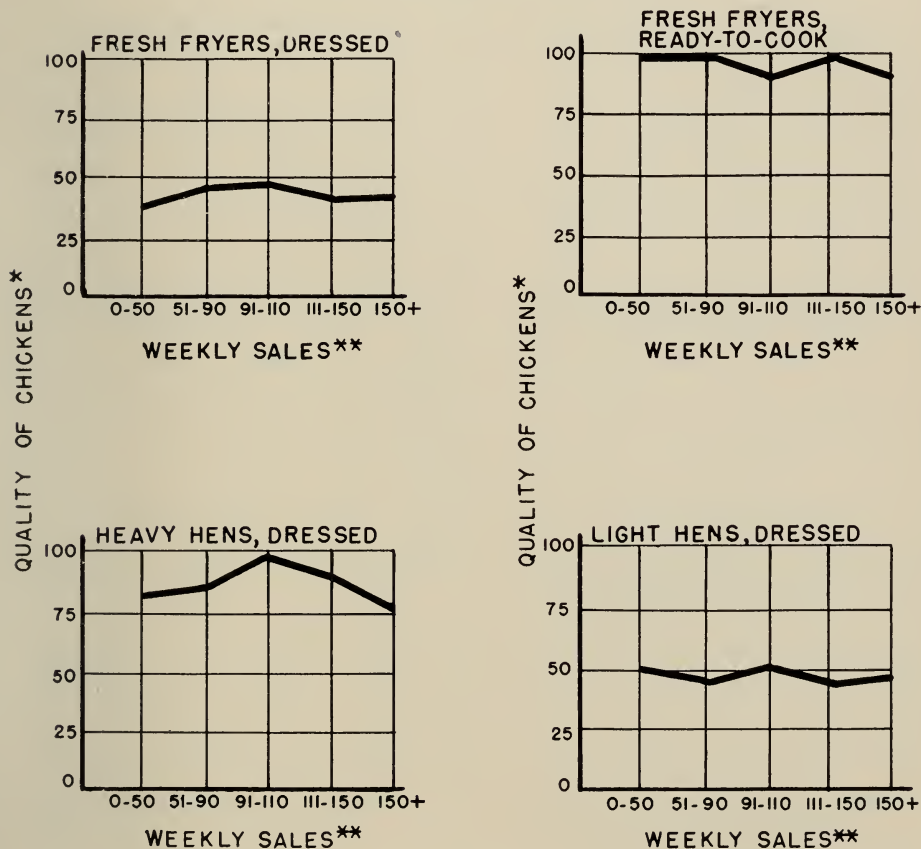 FRESH FRYERS, DRESSED
100
75
50
25
0
0-50 51-90 91-110 111-150 150+
WEEKLY SALES**
FRESH FRYERS,
READY-TO-COOK
100
75
50
25
0
0-50 51-90 91-110 111-150 150+
WEEKLY SALES**
QUALITY OF CHICKENS*
QUALITY OF CHICKENS*
HEAVY HENS, DRESSED
100
75
50
25
0
0-50 51-90 91-110 111-150 150+
WEEKLY SALES**
LIGHT HENS, DRESSED
100
75
50
25
0
0-50 51-90 91-110 111-150 150+
WEEKLY SALES**